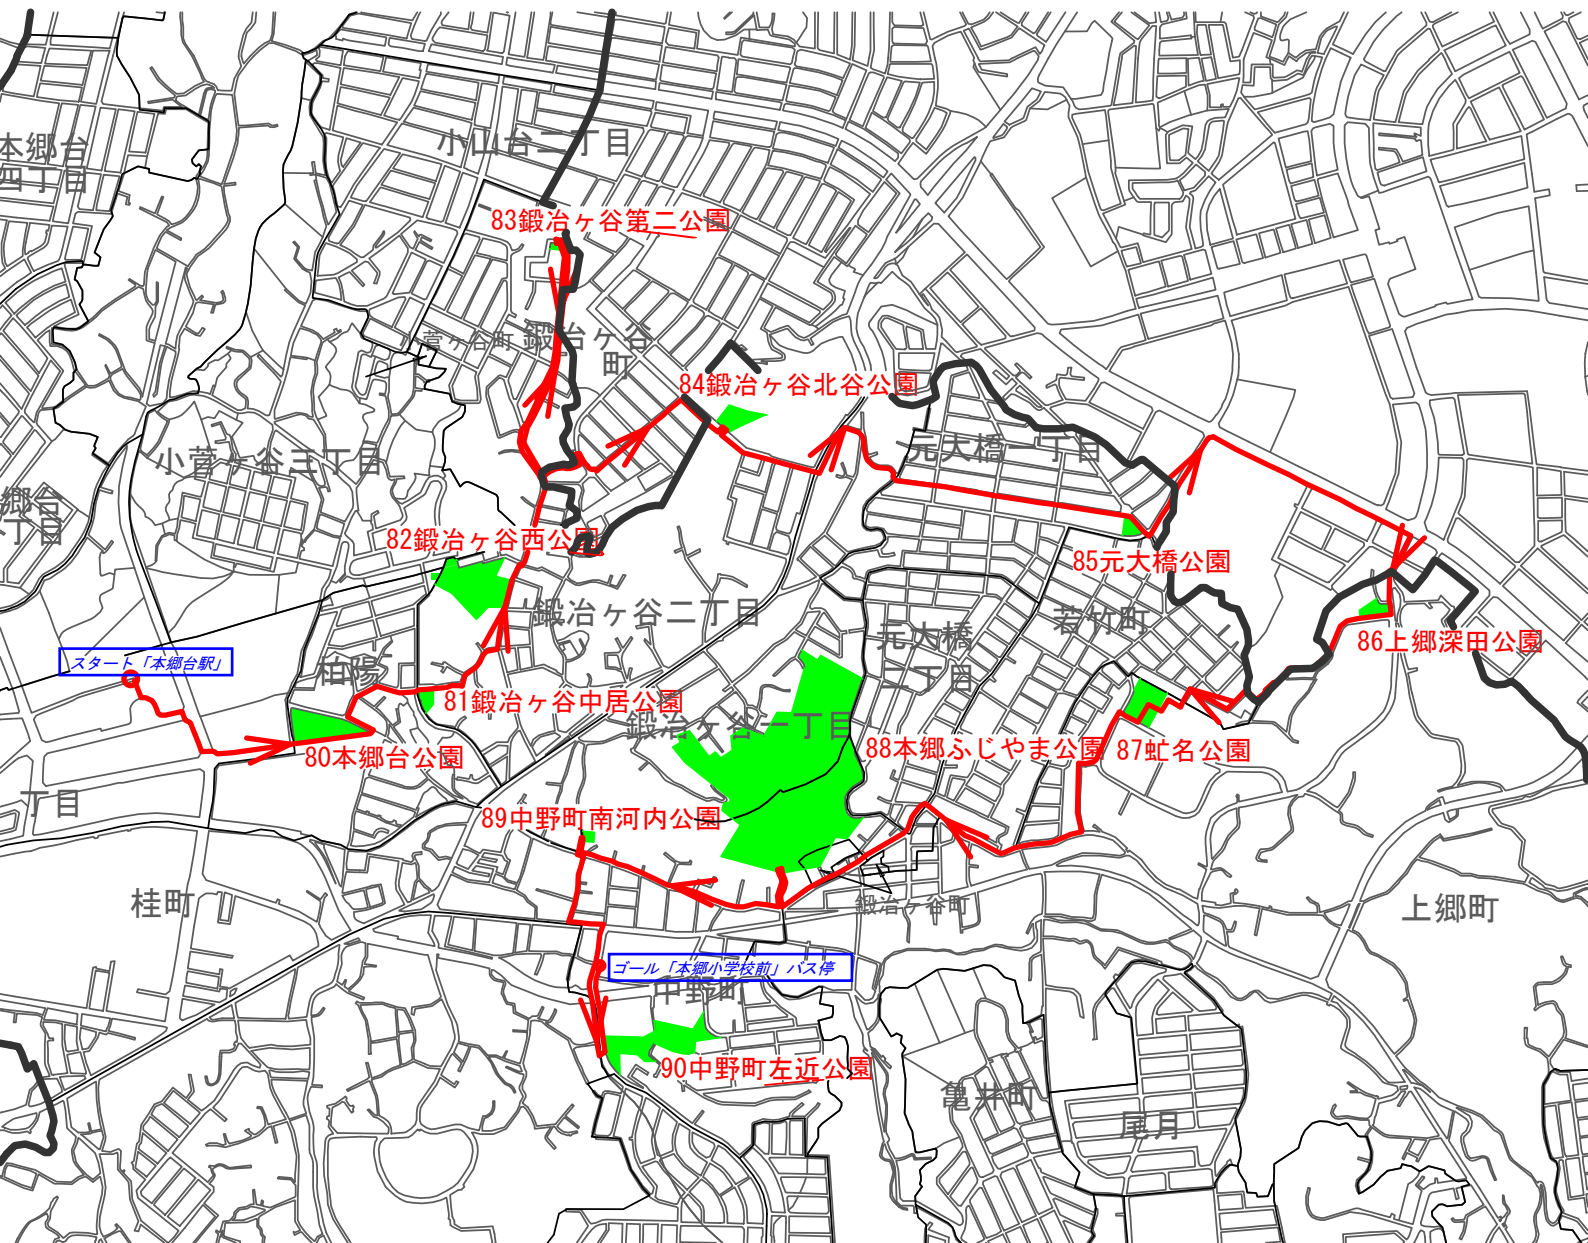 小山台二丁目
本郷台
四丁目
83鍛冶ヶ谷第二公園
小菅ヶ谷町
鍛冶ヶ谷
町
84鍛冶ヶ谷北谷公園
元大橋一丁目
小菅ヶ谷三丁目
郷台
丁目
82鍛冶ヶ谷西公園
85元大橋公園
鍛冶ヶ谷二丁目
若竹町
元大橋
二丁目
86上郷深田公園
スタート「本郷台駅」
柏陽
81鍛冶ヶ谷中居公園
鍛冶ヶ谷一丁目
88本郷ふじやま公園
87虻名公園
80本郷台公園
丁目
89中野町南河内公園
桂町
鍛冶ヶ谷町
上郷町
ゴール「本郷小学校前」バス停
中野町
90中野町左近公園
亀井町
尾月